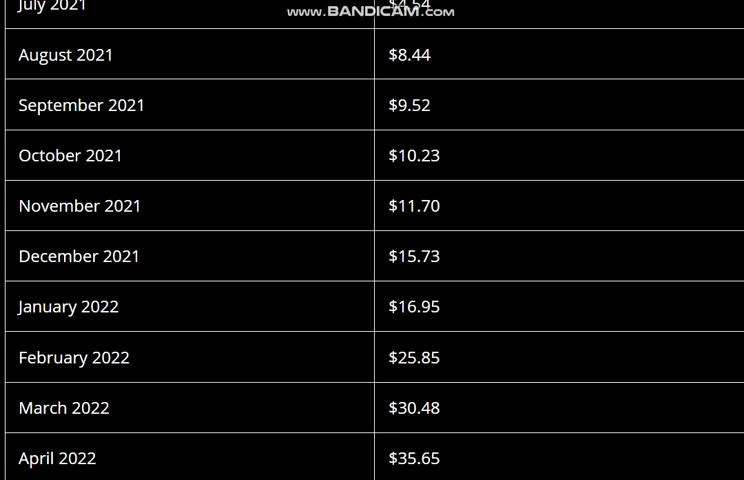 www.BANDICAM.com
July 2021 $4.54
August 2021 $8.44
September 2021 $9.52
October 2021 $10.23
November 2021 $11.70
December 2021 $15.73
January 2022 $16.95
February 2022 $25.85
March 2022 $30.48
April 2022 $35.65